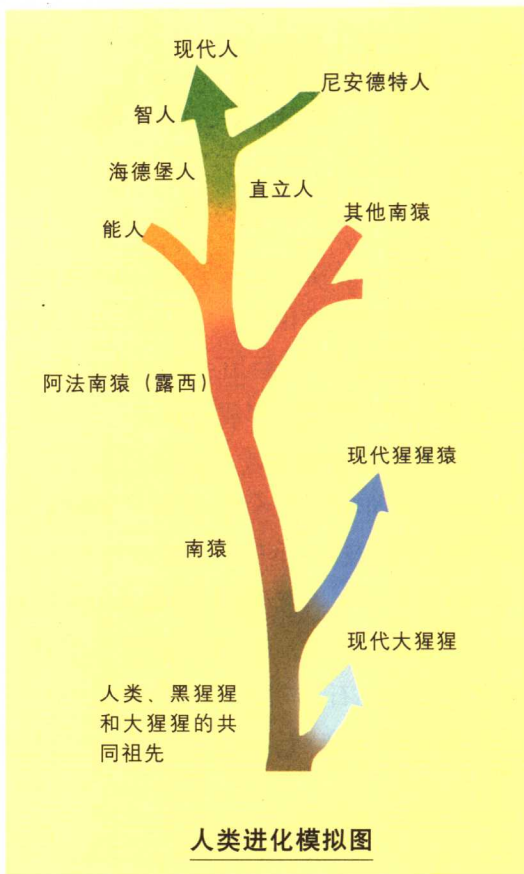 现代人
尼安德特人
智人
海德堡人
直立人
其他南猿
能人
阿法南猿（露西）
现代猩猩猿
南猿
现代大猩猩
人类、黑猩猩
和大猩猩的共
同祖先
人类进化模拟图